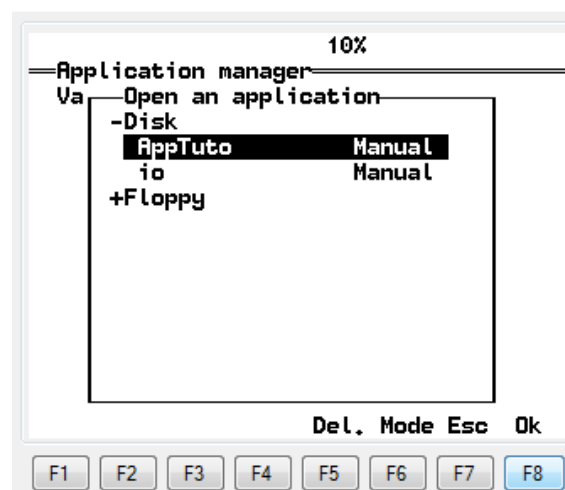 10%
Application manager
Va
Open an application
-Disk
AppTuto Manual
io Manual
+Floppy
Del. Mode Esc Ok
F1 F2 F3 F4 F5 F6 F7 F8